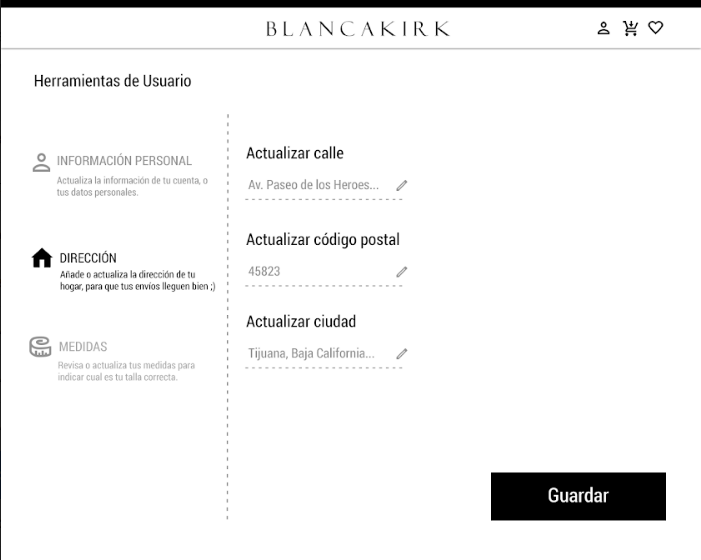 BLANCAKIRK
Herramientas de Usuario
INFORMACIÓN PERSONAL
Actualiza la información de tu cuenta, o
tus datos personales.
DIRECCIÓN
Añade o actualiza la dirección de tu
hogar, para que tus envíos lleguen bien ;)
MEDIDAS
Revisa o actualiza tus medidas para
indicar cual es tu talla correcta.
Actualizar calle
Av. Paseo de los Heroes...
Actualizar código postal
45823
Actualizar ciudad
Tijuana, Baja California...
Guardar